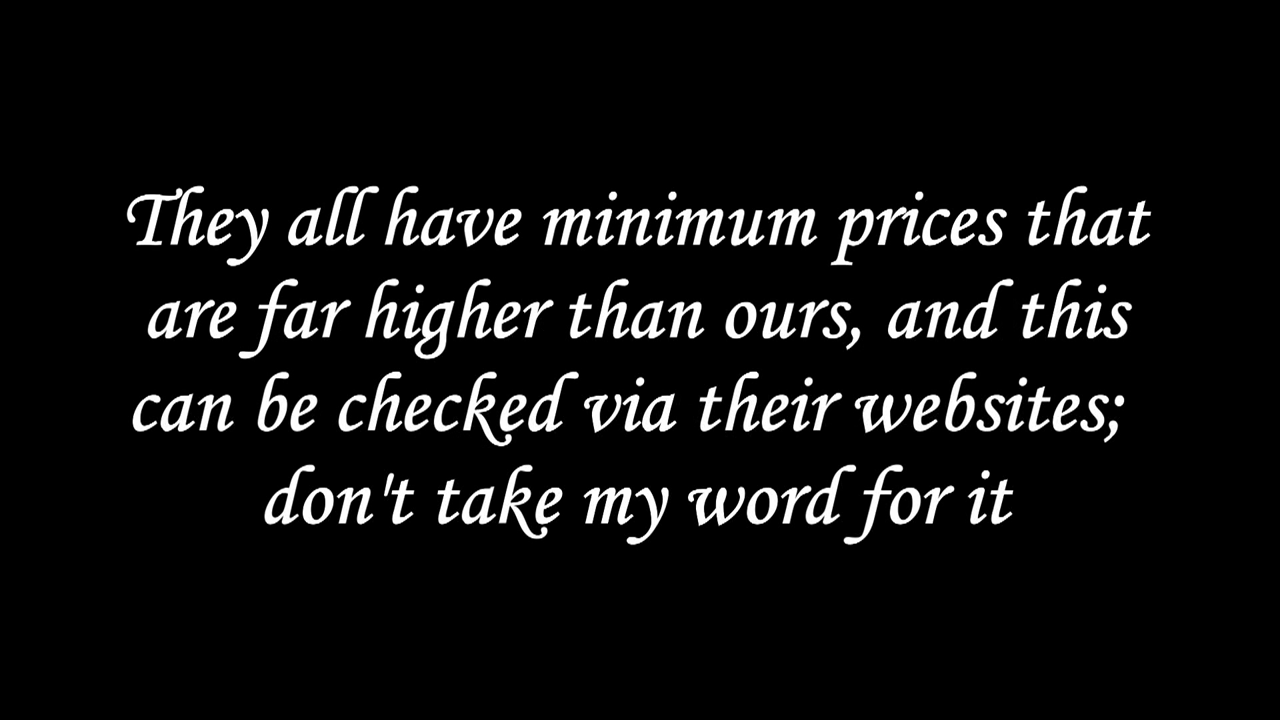 They all have minimum prices that
are far higher than ours, and this
can be checked via their websites;
don't take my word for it